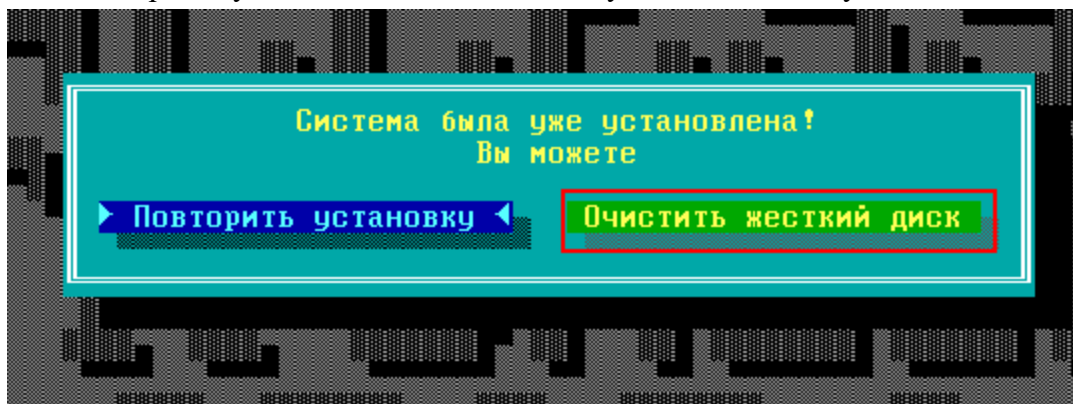 Система была уже установлена!
Вы можете
Повторить установку
Очистить жесткий диск